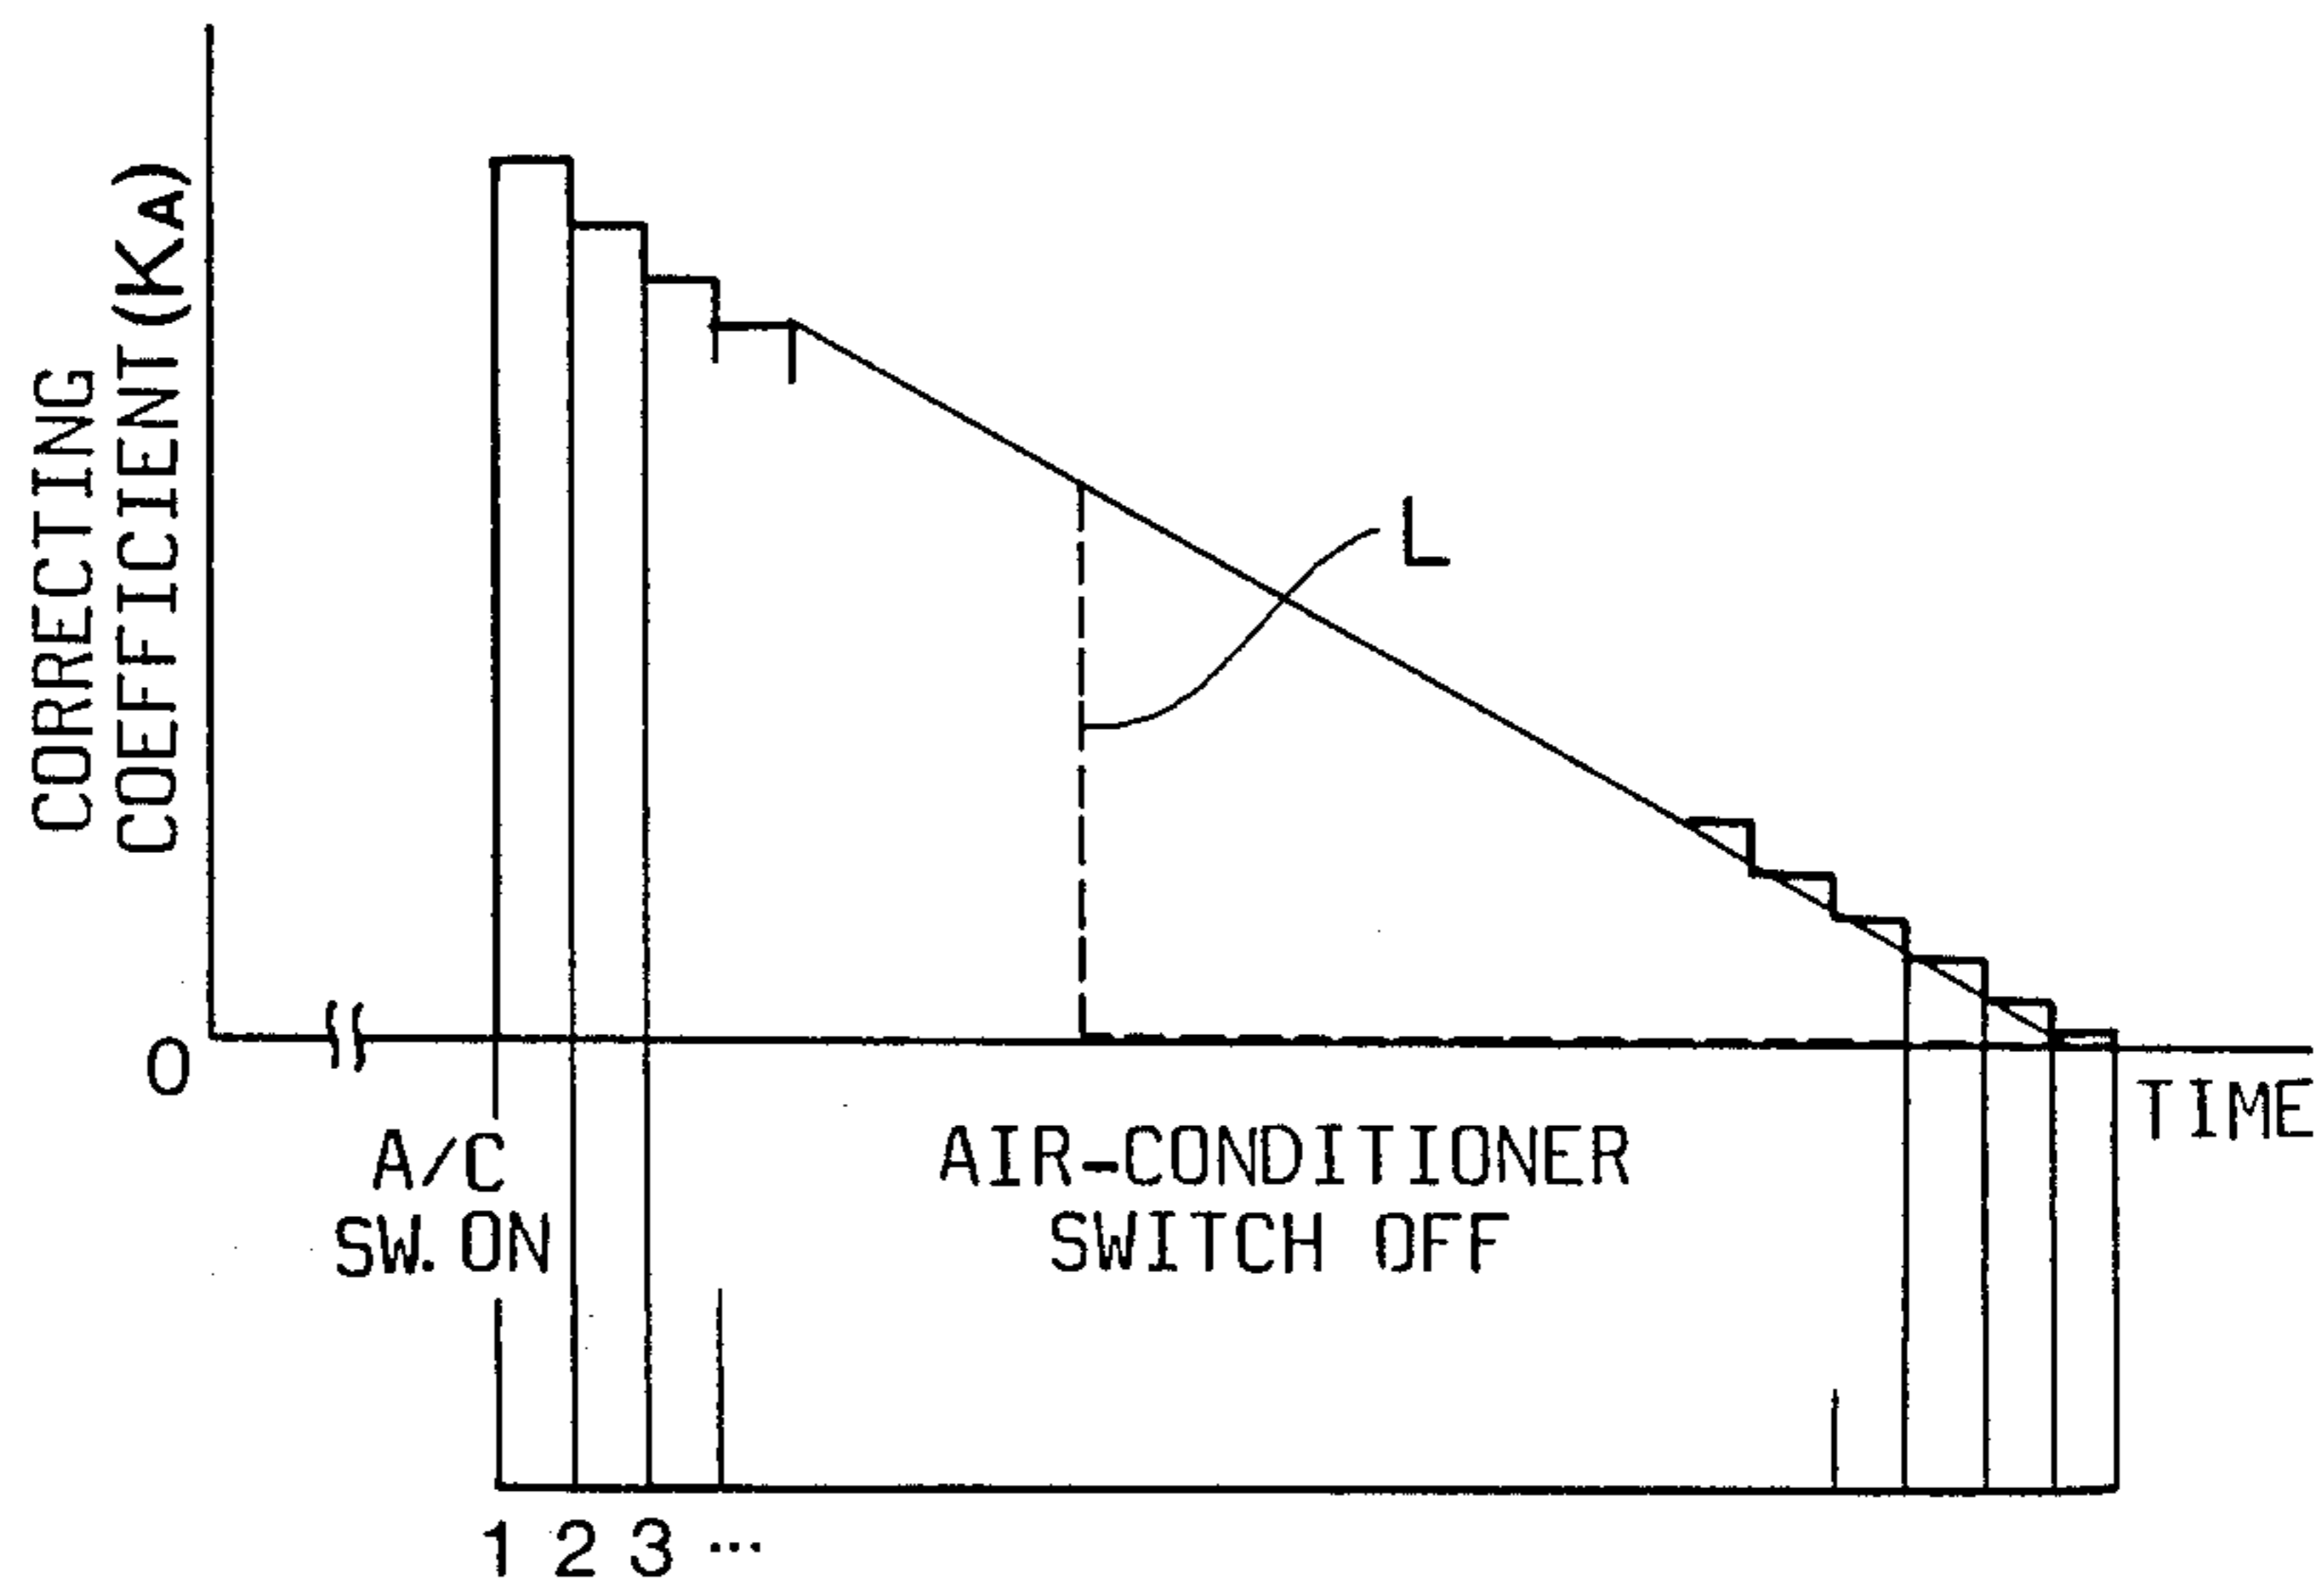 CORRECTING
COEFFICIENT (KA)
L
0
TIME
A/C
SW. ON
AIR-CONDITIONER
SWITCH OFF
1 2 3 ...